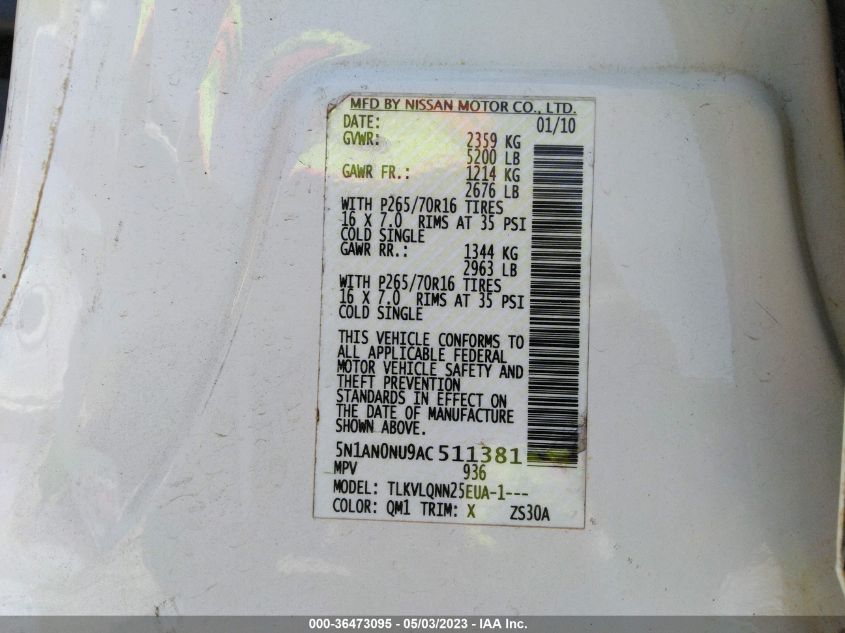 MFD BY NISSAN MOTOR CO., LTD.
DATE: 01/10
GVWR: 2359 KG
5200 LB
GAWR FR.: 1214 KG
2676 LB
WITH P265/70R16 TIRES
16 X 7.0 RIMS AT 35 PSI
COLD SINGLE
GAWR RR.: 1344 KG
2963 LB
WITH P265/70R16 TIRES
16 X 7.0 RIMS AT 35 PSI
COLD SINGLE
THIS VEHICLE CONFORMS TO
ALL APPLICABLE FEDERAL
MOTOR VEHICLE SAFETY AND
THEFT PREVENTION
STANDARDS IN EFFECT ON
THE DATE OF MANUFACTURE
SHOWN ABOVE.
5N1AN0NU9AC 511381
MPV 936
MODEL: TLKVLQNN25EUA-1---
COLOR: QM1 TRIM: X ZS30A
000-36473095 - 05/03/2023 - IAA Inc.